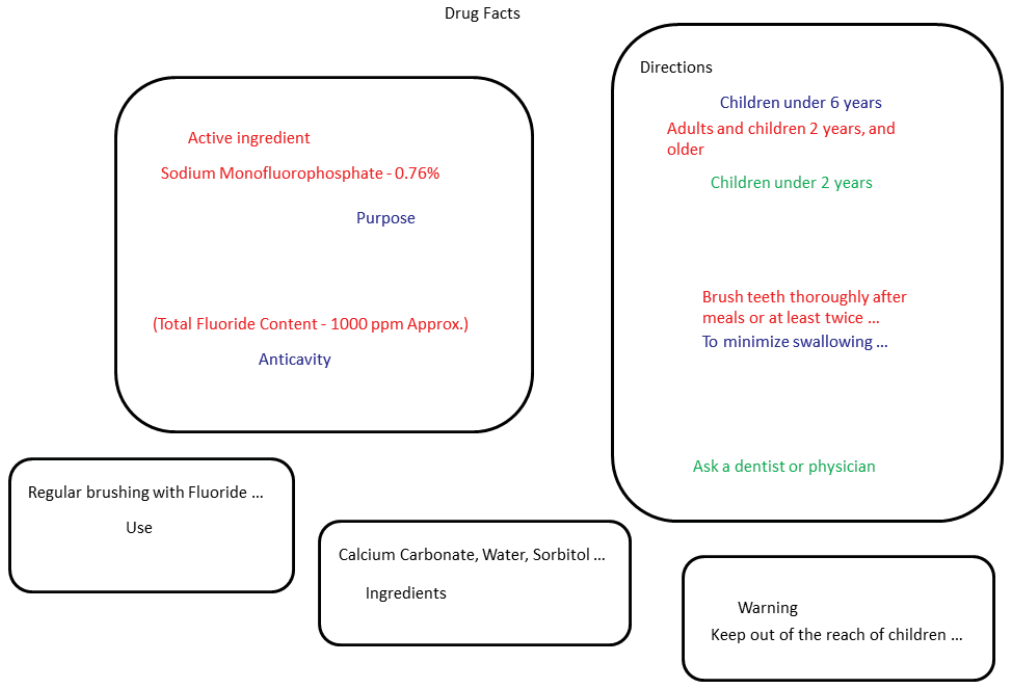 Drug Facts
Active ingredient
Sodium Monofluorophosphate - 0.76%
Purpose
(Total Fluoride Content - 1000 ppm Approx.)
Anticavity
Directions
Children under 6 years
Adults and children 2 years, and
older
Children under 2 years
Brush teeth thoroughly after
meals or at least twice ...
To minimize swallowing ...
Ask a dentist or physician
Regular brushing with Fluoride ...
Use
Calcium Carbonate, Water, Sorbitol ...
Ingredients
Warning
Keep out of the reach of children ...